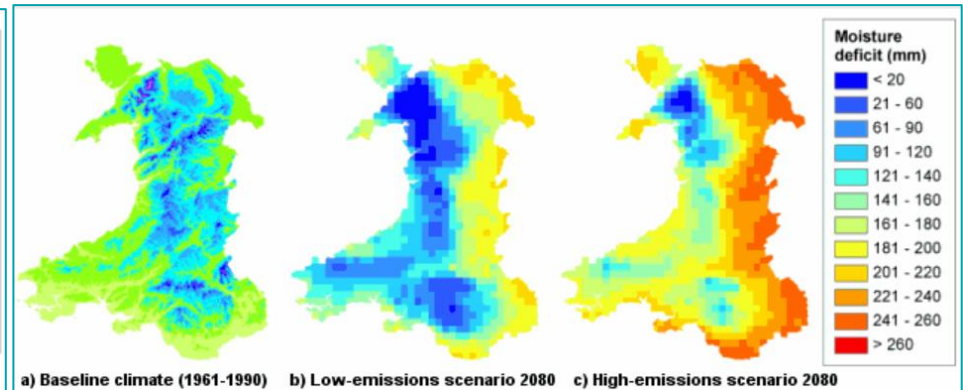 Moisture
deficit (mm)
< 20
21 - 60
61 - 90
91 - 120
121 - 140
141 - 160
161 - 180
181 - 200
201 - 220
221 - 240
241 - 260
> 260
a) Baseline climate (1961-1990) b) Low-emissions scenario 2080 c) High-emissions scenario 2080